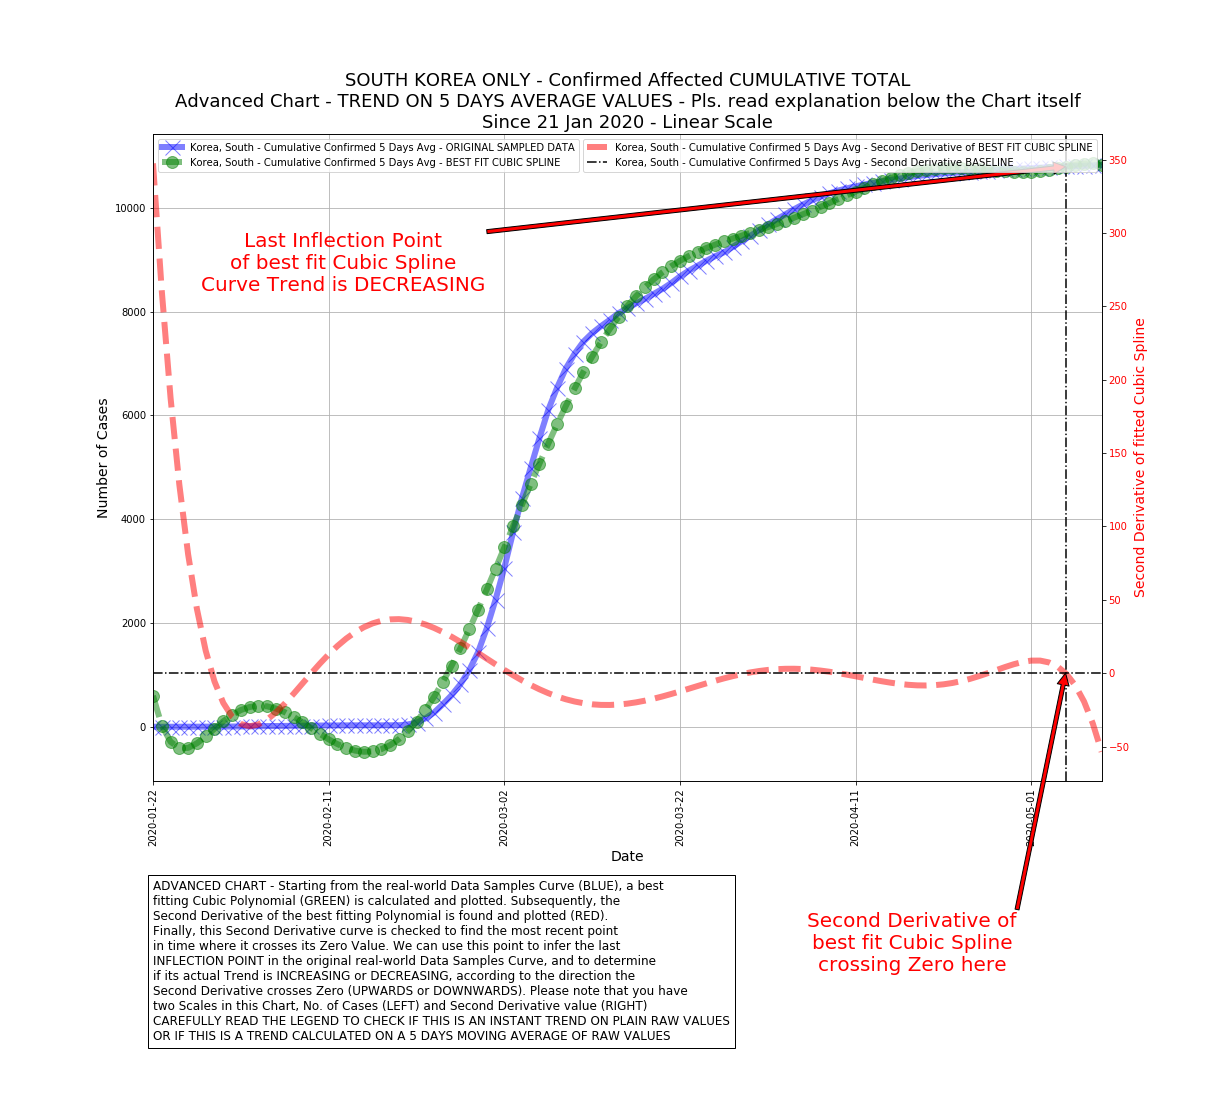 SOUTH KOREA ONLY - Confirmed Affected CUMULATIVE TOTAL
Advanced Chart - TREND ON 5 DAYS AVERAGE VALUES - Pls. read explanation below the Chart itself
Since 21 Jan 2020 - Linear Scale
Korea, South - Cumulative Confirmed 5 Days Avg - ORIGINAL SAMPLED DATA
Korea, South - Cumulative Confirmed 5 Days Avg - BEST FIT CUBIC SPLINE
Korea, South - Cumulative Confirmed 5 Days Avg - Second Derivative of BEST FIT CUBIC SPLINE
Korea, South - Cumulative Confirmed 5 Days Avg - Second Derivative BASELINE
Last Inflection Point
of best fit Cubic Spline
Curve Trend is DECREASING
Number of Cases
10000
8000
6000
4000
2000
0
350
300
250
200
150
100
50
0
−50
Second Derivative of fitted Cubic Spline
2020-01-22
2020-02-11
2020-03-02
2020-03-22
2020-04-11
2020-05-01
Date
ADVANCED CHART - Starting from the real-world Data Samples Curve (BLUE), a best
fitting Cubic Polynomial (GREEN) is calculated and plotted. Subsequently, the
Second Derivative of the best fitting Polynomial is found and plotted (RED).
Finally, this Second Derivative curve is checked to find the most recent point
in time where it crosses its Zero Value. We can use this point to infer the last
INFLECTION POINT in the original real-world Data Samples Curve, and to determine
if its actual Trend is INCREASING or DECREASING, according to the direction the
Second Derivative crosses Zero (UPWARDS or DOWNWARDS). Please note that you have
two Scales in this Chart, No. of Cases (LEFT) and Second Derivative value (RIGHT)
CAREFULLY READ THE LEGEND TO CHECK IF THIS IS AN INSTANT TREND ON PLAIN RAW VALUES
OR IF THIS IS A TREND CALCULATED ON A 5 DAYS MOVING AVERAGE OF RAW VALUES
Second Derivative of
best fit Cubic Spline
crossing Zero here